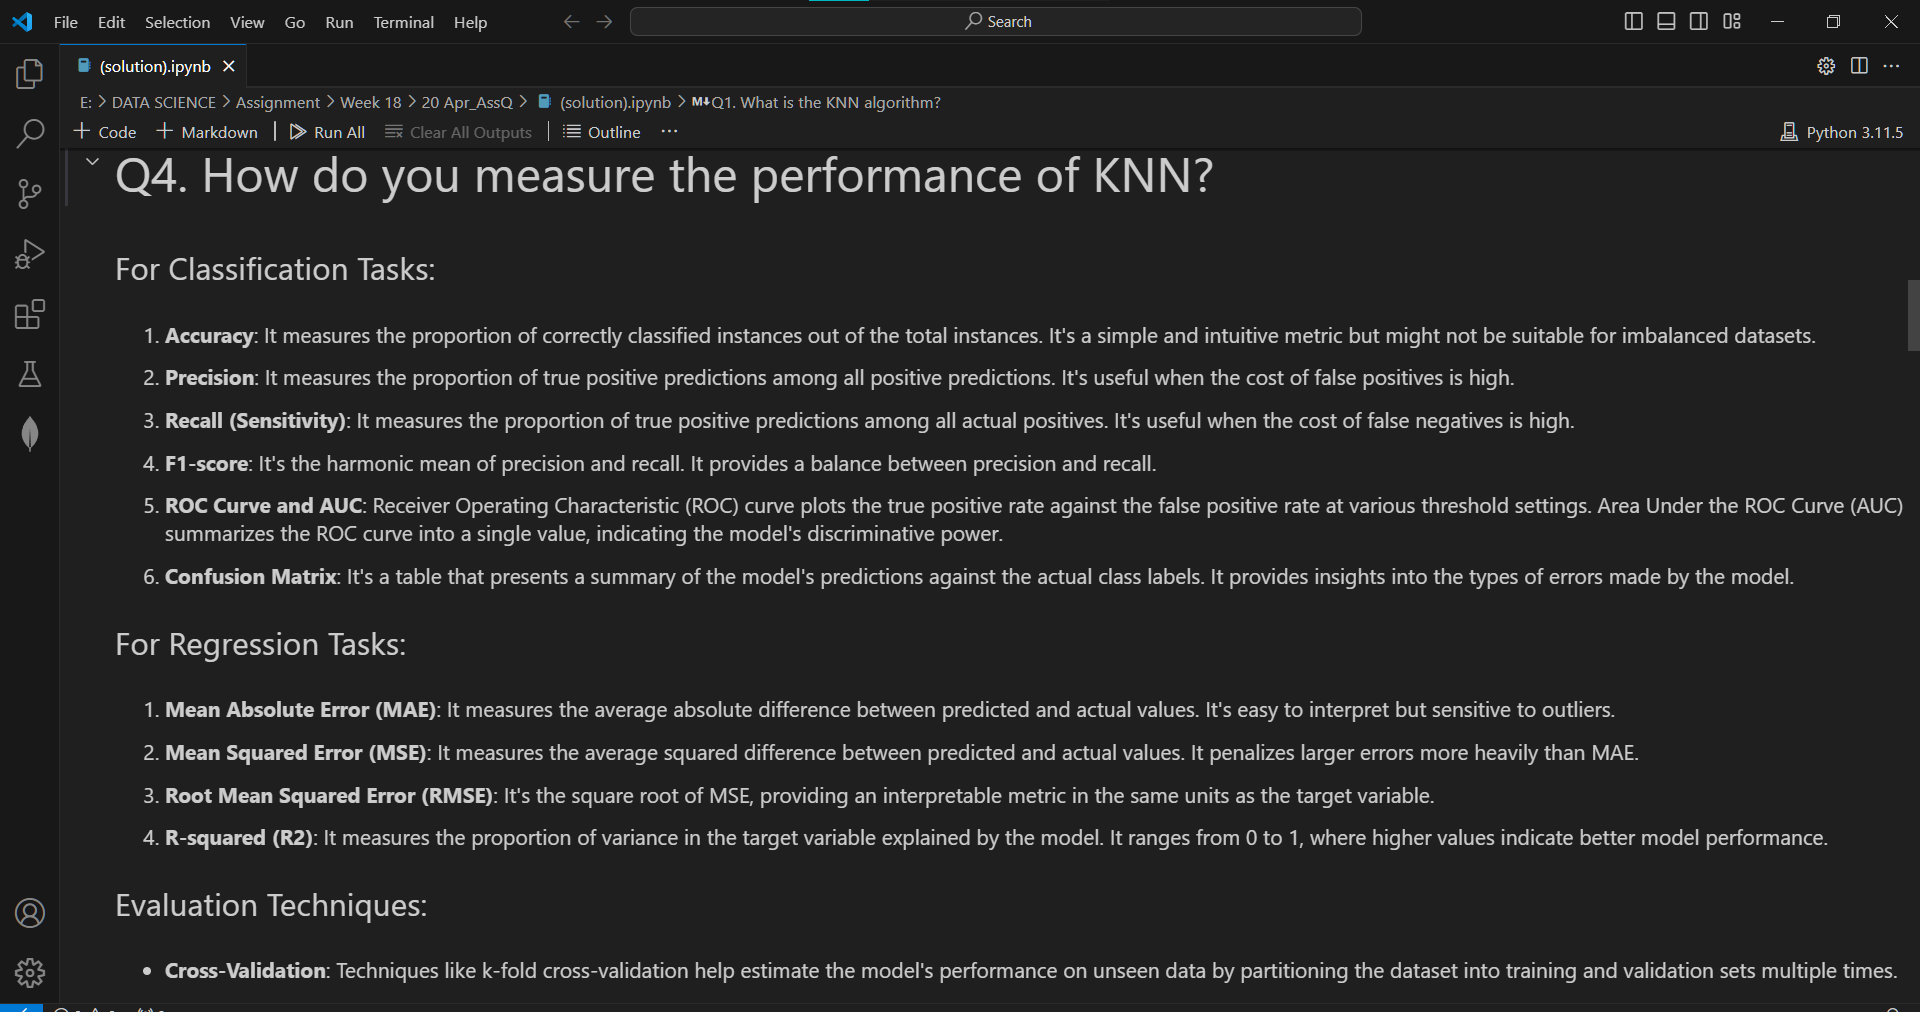 File Edit Selection View Go Run Terminal Help Search
(solution).ipynb
E: > DATA SCIENCE > Assignment > Week 18 > 20 Apr_AssQ > (solution).ipynb > M↓Q1. What is the KNN algorithm?
+ Code + Markdown | Run All Clear All Outputs | Outline ··· Python 3.11.5
Q4. How do you measure the performance of KNN?
For Classification Tasks:
1. Accuracy: It measures the proportion of correctly classified instances out of the total instances. It's a simple and intuitive metric but might not be suitable for imbalanced datasets.
2. Precision: It measures the proportion of true positive predictions among all positive predictions. It's useful when the cost of false positives is high.
3. Recall (Sensitivity): It measures the proportion of true positive predictions among all actual positives. It's useful when the cost of false negatives is high.
4. F1-score: It's the harmonic mean of precision and recall. It provides a balance between precision and recall.
5. ROC Curve and AUC: Receiver Operating Characteristic (ROC) curve plots the true positive rate against the false positive rate at various threshold settings. Area Under the ROC Curve (AUC)
summarizes the ROC curve into a single value, indicating the model's discriminative power.
6. Confusion Matrix: It's a table that presents a summary of the model's predictions against the actual class labels. It provides insights into the types of errors made by the model.
For Regression Tasks:
1. Mean Absolute Error (MAE): It measures the average absolute difference between predicted and actual values. It's easy to interpret but sensitive to outliers.
2. Mean Squared Error (MSE): It measures the average squared difference between predicted and actual values. It penalizes larger errors more heavily than MAE.
3. Root Mean Squared Error (RMSE): It's the square root of MSE, providing an interpretable metric in the same units as the target variable.
4. R-squared (R2): It measures the proportion of variance in the target variable explained by the model. It ranges from 0 to 1, where higher values indicate better model performance.
Evaluation Techniques:
• Cross-Validation: Techniques like k-fold cross-validation help estimate the model's performance on unseen data by partitioning the dataset into training and validation sets multiple times.